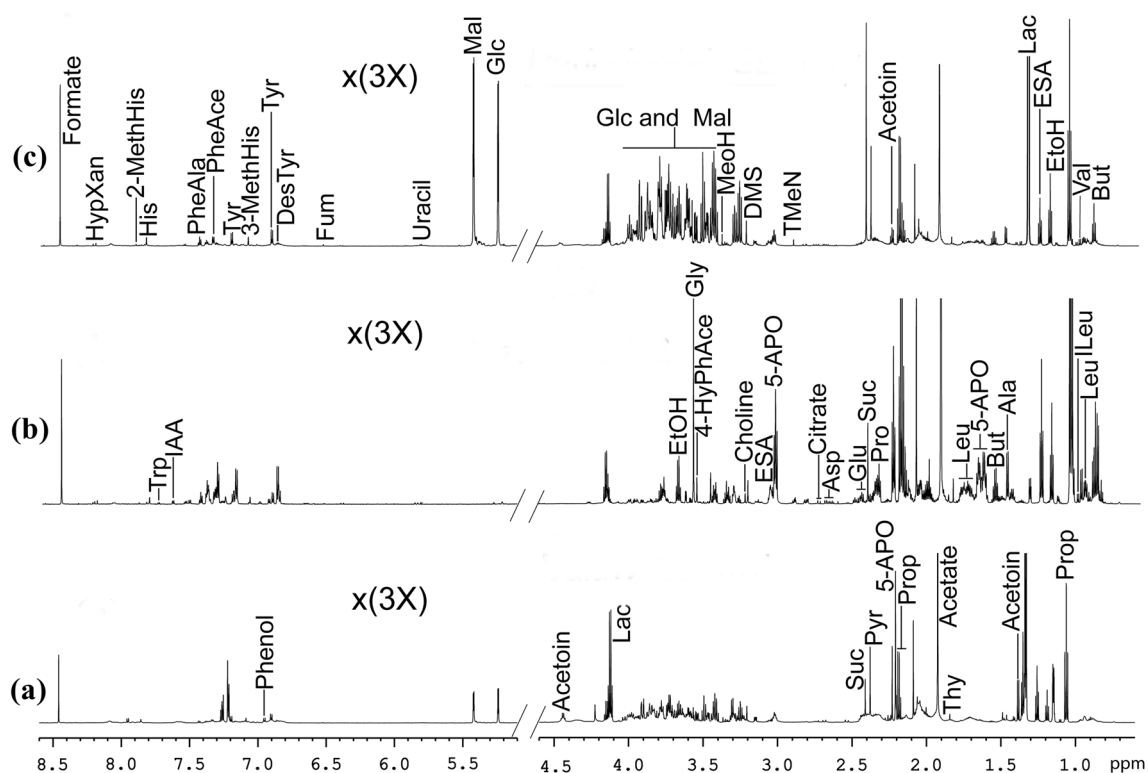 (c)
Formate
HypXan
2-MethHis
His
PheAla
PheAce
Tyr
3-MethHis
Tyr
DesTyr
Fum
Uracil
x(3X)
Mal
Glc
Glc and Mal
MeoH
DMS
TMeN
Acetoin
Lac
ESA
EtoH
Val
But
(b)
Trp
IAA
x(3X)
EtOH
Gly
4-HyPhAce
Choline
ESA
5-APO
Citrate
Asp
Glu
Suc
Pro
Leu
5-APO
But
Ala
Leu
ILeu
(a)
Phenol
x(3X)
Acetoin
Lac
Suc
Pyr
5-APO
Prop
Acetate
Thy
Acetoin
Prop
8.5 8.0 7.5 7.0 6.5 6.0 5.5 4.5 4.0 3.5 3.0 2.5 2.0 1.5 1.0 ppm